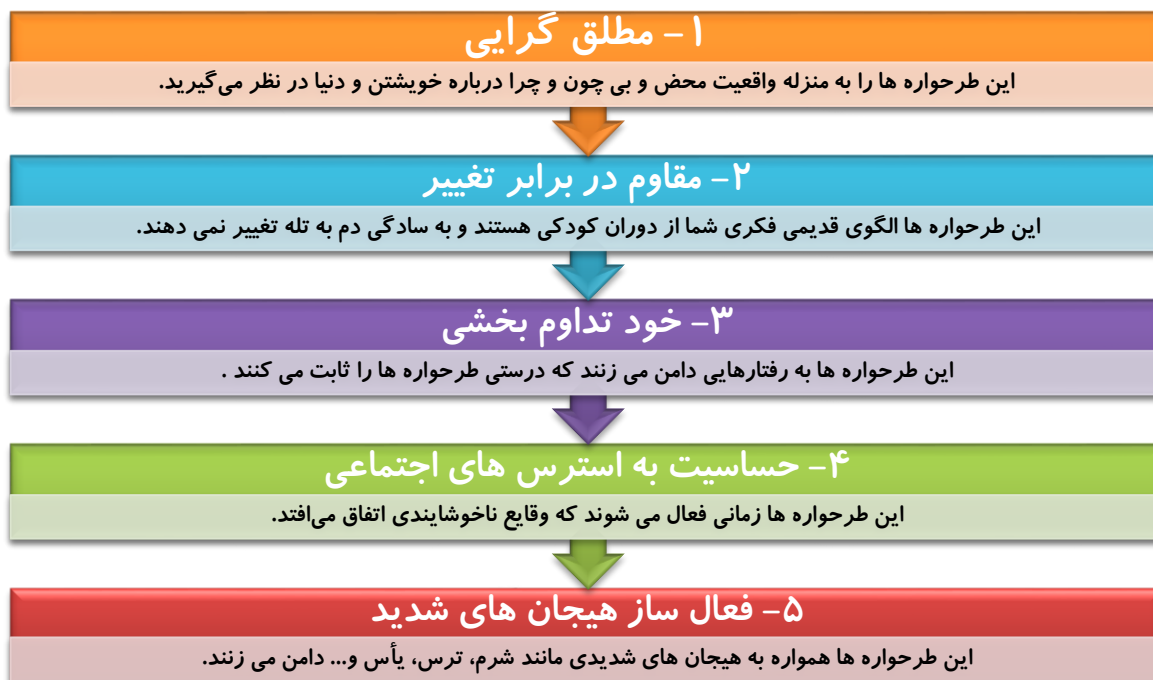 ۱- مطلق گرایی
این طرحواره ها را به منزله واقعیت محض و بی چون و چرا درباره خویشتن و دنیا در نظر می‌گیرید.
۲- مقاوم در برابر تغییر
این طرحواره ها الگوی قدیمی فکری شما از دوران کودکی هستند و به سادگی دم به تله تغییر نمی دهند.
۳- خود تداوم بخشی
این طرحواره ها به رفتارهایی دامن می زنند که درستی طرحواره ها را ثابت می کنند .
۴- حساسیت به استرس های اجتماعی
این طرحواره ها زمانی فعال می شوند که وقایع ناخوشایندی اتفاق می‌افتد.
۵- فعال ساز هیجان های شدید
این طرحواره ها همواره به هیجان های شدیدی مانند شرم، ترس، یأس و... دامن می زنند.